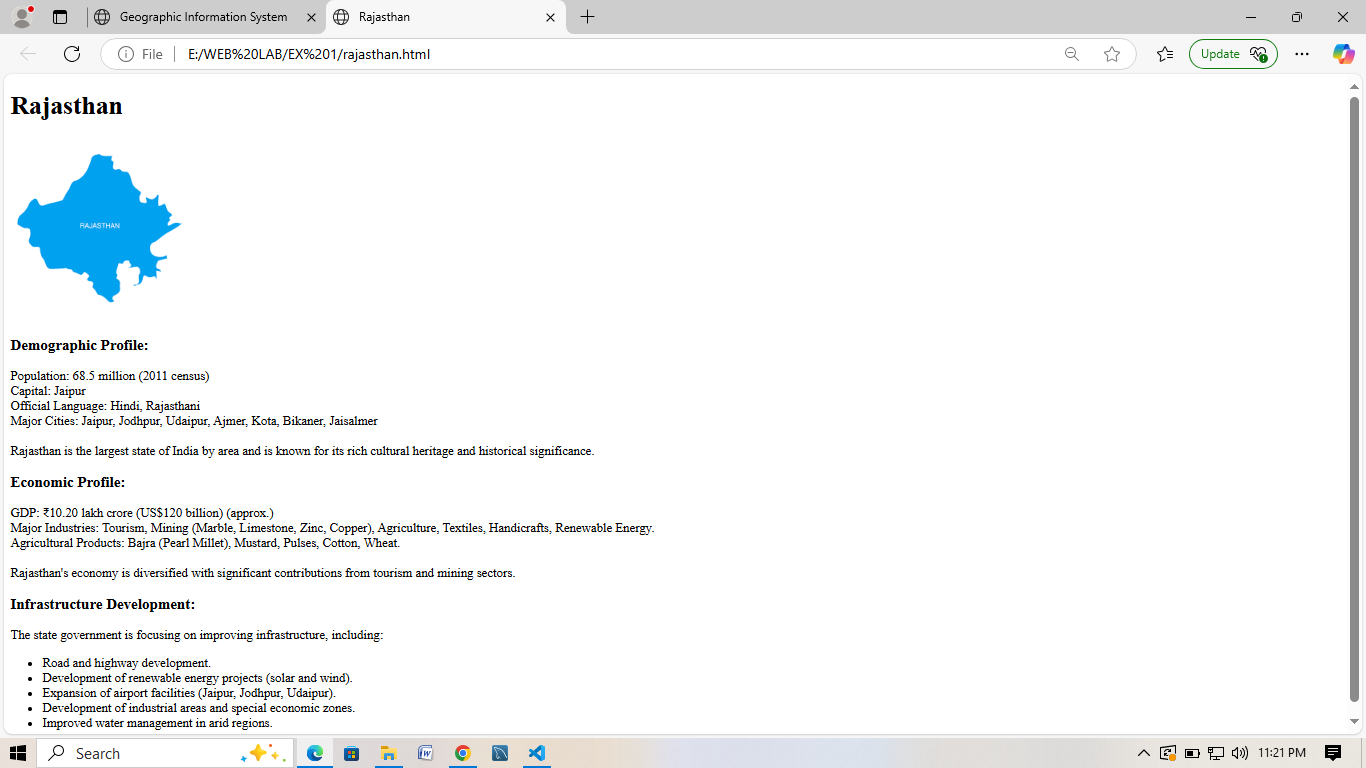 Geographic Information System
Rajasthan
File
E:/WEB%20LAB/EX%201/rajasthan.html
Update
Rajasthan
RAJASTHAN
Demographic Profile:
Population: 68.5 million (2011 census)
Capital: Jaipur
Official Language: Hindi, Rajasthani
Major Cities: Jaipur, Jodhpur, Udaipur, Ajmer, Kota, Bikaner, Jaisalmer
Rajasthan is the largest state of India by area and is known for its rich cultural heritage and historical significance.
Economic Profile:
GDP: ₹10.20 lakh crore (US$120 billion) (approx.)
Major Industries: Tourism, Mining (Marble, Limestone, Zinc, Copper), Agriculture, Textiles, Handicrafts, Renewable Energy.
Agricultural Products: Bajra (Pearl Millet), Mustard, Pulses, Cotton, Wheat.
Rajasthan's economy is diversified with significant contributions from tourism and mining sectors.
Infrastructure Development:
The state government is focusing on improving infrastructure, including:
• Road and highway development.
• Development of renewable energy projects (solar and wind).
• Expansion of airport facilities (Jaipur, Jodhpur, Udaipur).
• Development of industrial areas and special economic zones.
• Improved water management in arid regions.
Search
11:21 PM